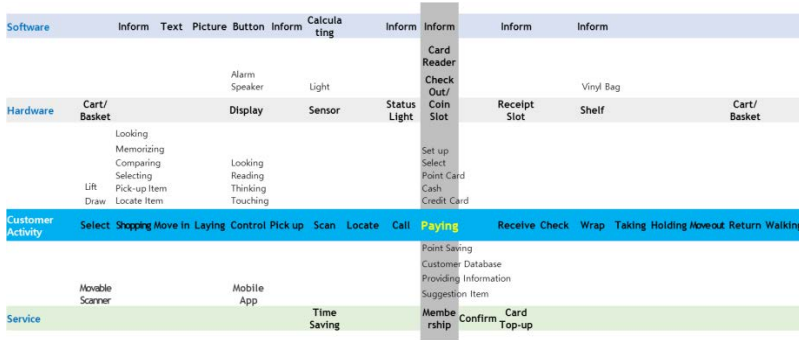 Software Inform Text Picture Button Inform Calcula Inform Inform Inform Inform
ting
Card
Reader
Alarm
Speaker Light Check Vinyl Bag
Out/
Hardware Cart/ Display Sensor Status Coin Receipt Shelf Cart/
Basket Light Slot Slot Basket
Looking
Memorizing Set up
Comparing Looking Select
Selecting Reading Point Card
Lift Pick-up Item Thinking Cash
Draw Locate Item Touching Credit Card
Customer
Activity Select Shopping Move in Laying Control Pick up Scan Locate Call Paying Receive Check Wrap Taking Holding Moveout Return Walking
Point Saving
Customer Database
Providing Information
Movable Mobile Suggestion Item
Scanner App
Service Time Membe Confirm Card
Saving rship Top-up